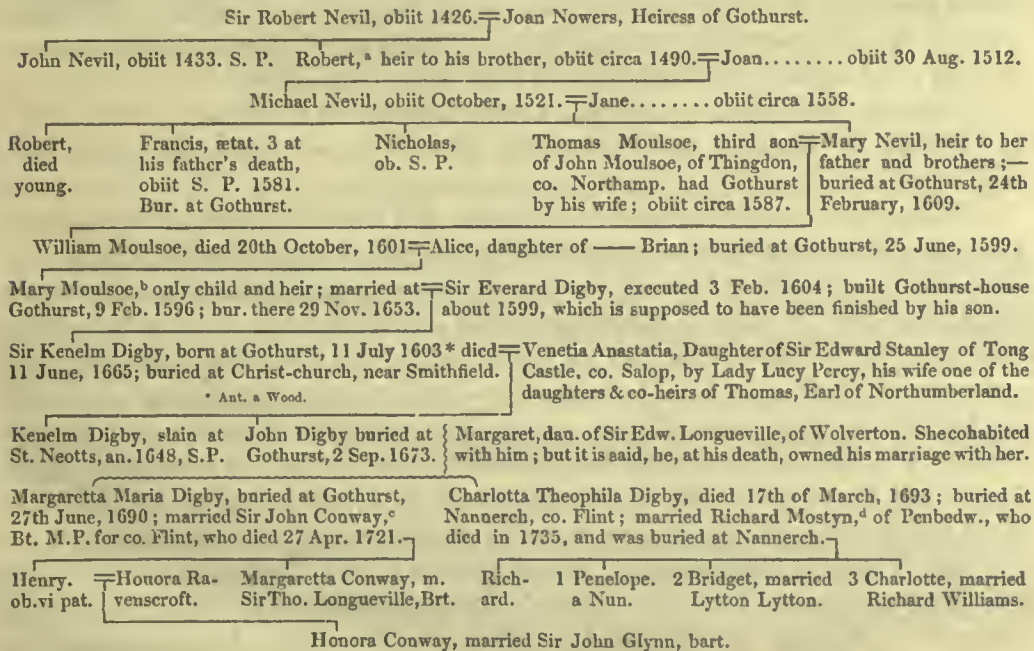 Sir Robert Nevil, obiit 1426.=Joan Nowers, Heiress of Gothurst.
John Nevil, obiit 1433. S. P. Robert,ª heir to his brother, obiit circa 1490.=Joan........ obiit 30 Aug. 1512.
Michael Nevil, obiit October, 1521.=Jane........ obiit circa 1558.
Robert, died young.
Francis, ætat. 3 at his father's death, obiit S. P. 1581. Bur. at Gothurst.
Nicholas, ob. S. P.
Thomas Moulsoe, third son= of John Moulsoe, of Thingdon, co. Northamp. had Gothurst by his wife; obiit circa 1587.
Mary Nevil, heir to her father and brothers;— buried at Gothurst, 24th February, 1609.
William Moulsoe, died 20th October, 1601=Alice, daughter of —— Brian; buried at Gothurst, 25 June, 1599.
Mary Moulsoe,ᵇ only child and heir; married at Gothurst, 9 Feb. 1596; bur. there 29 Nov. 1653.
=Sir Everard Digby, executed 3 Feb. 1604; built Gothurst-house about 1599, which is supposed to have been finished by his son.
Sir Kenelm Digby, born at Gothurst, 11 July 1603* died 11 June, 1665; buried at Christ-church, near Smithfield.
* Ant. a Wood.
=Venetia Anastatia, Daughter of Sir Edward Stanley of Tong Castle, co. Salop, by Lady Lucy Percy, his wife one of the daughters & co-heirs of Thomas, Earl of Northumberland.
Kenelm Digby, slain at St. Neotts, an. 1648, S.P.
John Digby buried at Gothurst, 2 Sep. 1673.
{ Margaret, dau. of Sir Edw. Longueville, of Wolverton. She cohabited with him; but it is said, he, at his death, owned his marriage with her.
Margaretta Maria Digby, buried at Gothurst, 27th June, 1690; married Sir John Conway,ᶜ Bt. M.P. for co. Flint, who died 27 Apr. 1721.
Charlotta Theophila Digby, died 17th of March, 1693; buried at Nannerch, co. Flint; married Richard Mostyn,ᵈ of Penbedw., who died in 1735, and was buried at Nannerch.
Henry. ob. vi pat.
=Honora Ravenscroft.
Margaretta Conway, m. Sir Tho. Longueville, Brt.
Richard.
1 Penelope. a Nun.
2 Bridget, married Lytton Lytton.
3 Charlotte, married Richard Williams.
Honora Conway, married Sir John Glynn, bart.